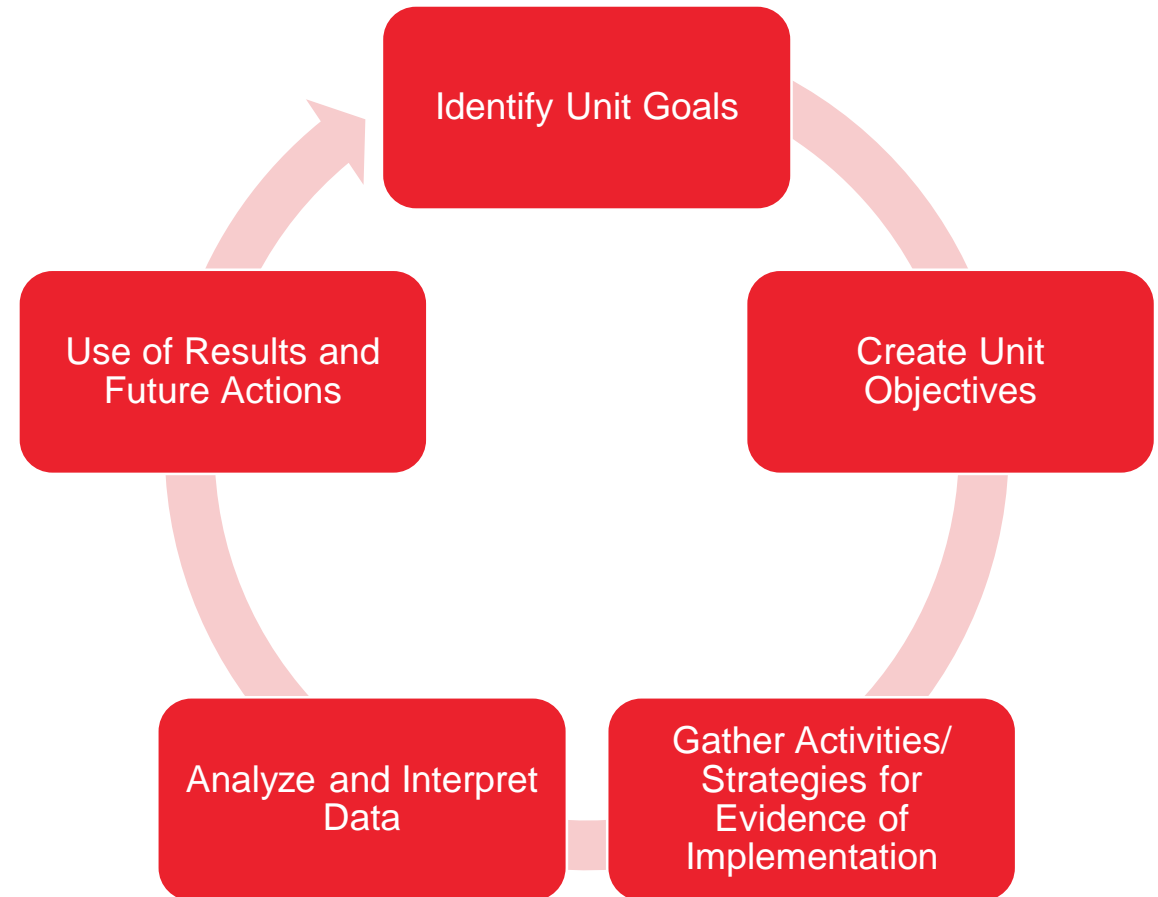 Identify Unit Goals
Create Unit
Objectives
Gather Activities/
Strategies for
Evidence of
Implementation
Analyze and Interpret
Data
Use of Results and
Future Actions